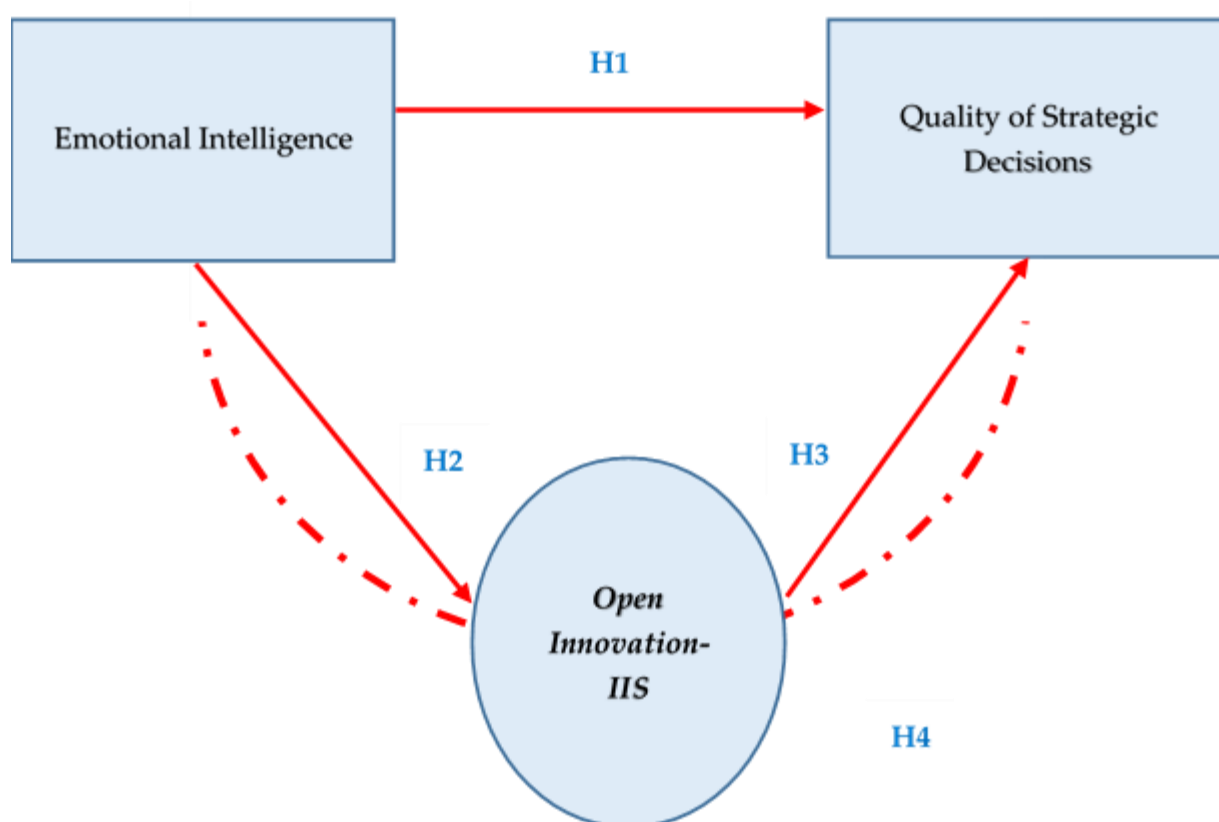 H1
Emotional Intelligence
Quality of Strategic
Decisions
H2
H3
Open
Innovation-
IIS
H4